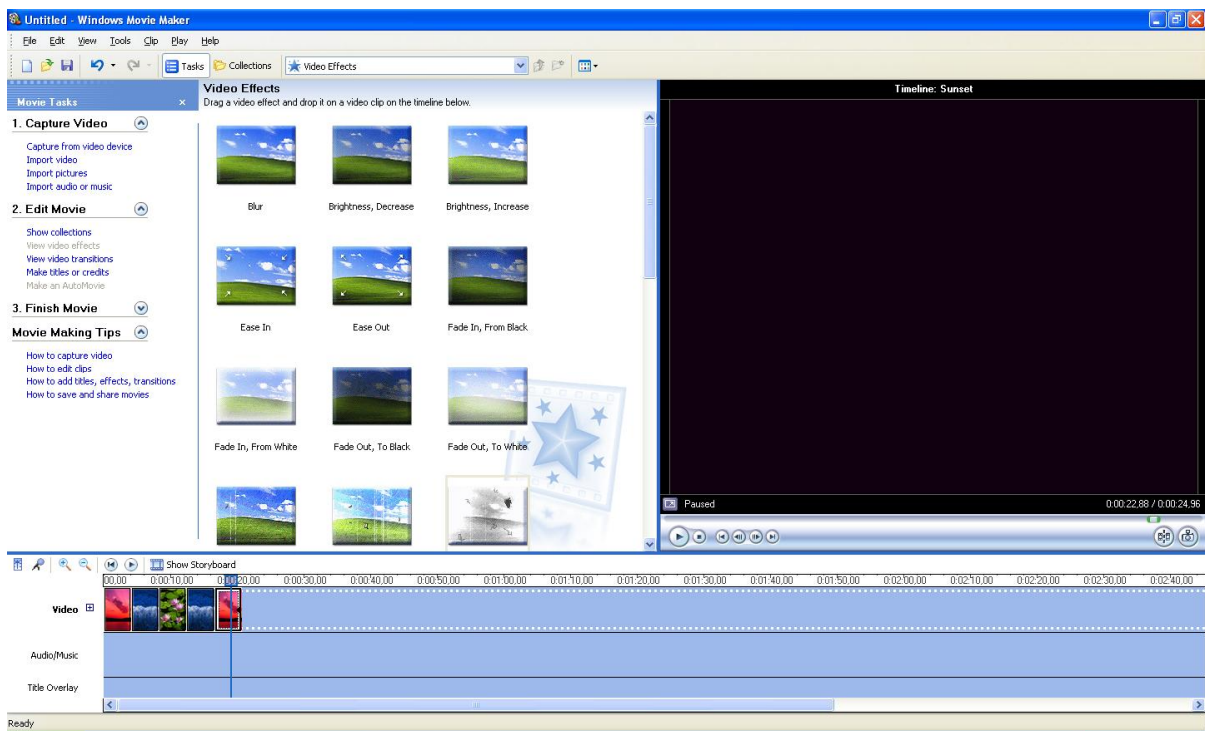 Untitled - Windows Movie Maker
File Edit View Tools Clip Play Help
Tasks Collections Video Effects
Movie Tasks
1. Capture Video
Capture from video device
Import video
Import pictures
Import audio or music
2. Edit Movie
Show collections
View video effects
View video transitions
Make titles or credits
Make an AutoMovie
3. Finish Movie
Movie Making Tips
How to capture video
How to edit clips
How to add titles, effects, transitions
How to save and share movies
Video Effects
Drag a video effect and drop it on a video clip on the timeline below.
Blur Brightness, Decrease Brightness, Increase
Ease In Ease Out Fade In, From Black
Fade In, From White Fade Out, To Black Fade Out, To White
Timeline: Sunset
Paused 0:00:22,88 / 0:00:24,96
Show Storyboard
00,00 0:00:10,00 0:00:20,00 0:00:30,00 0:00:40,00 0:00:50,00 0:01:00,00 0:01:10,00 0:01:20,00 0:01:30,00 0:01:40,00 0:01:50,00 0:02:00,00 0:02:10,00 0:02:20,00 0:02:30,00 0:02:40,00
Video
Audio/Music
Title Overlay
Ready